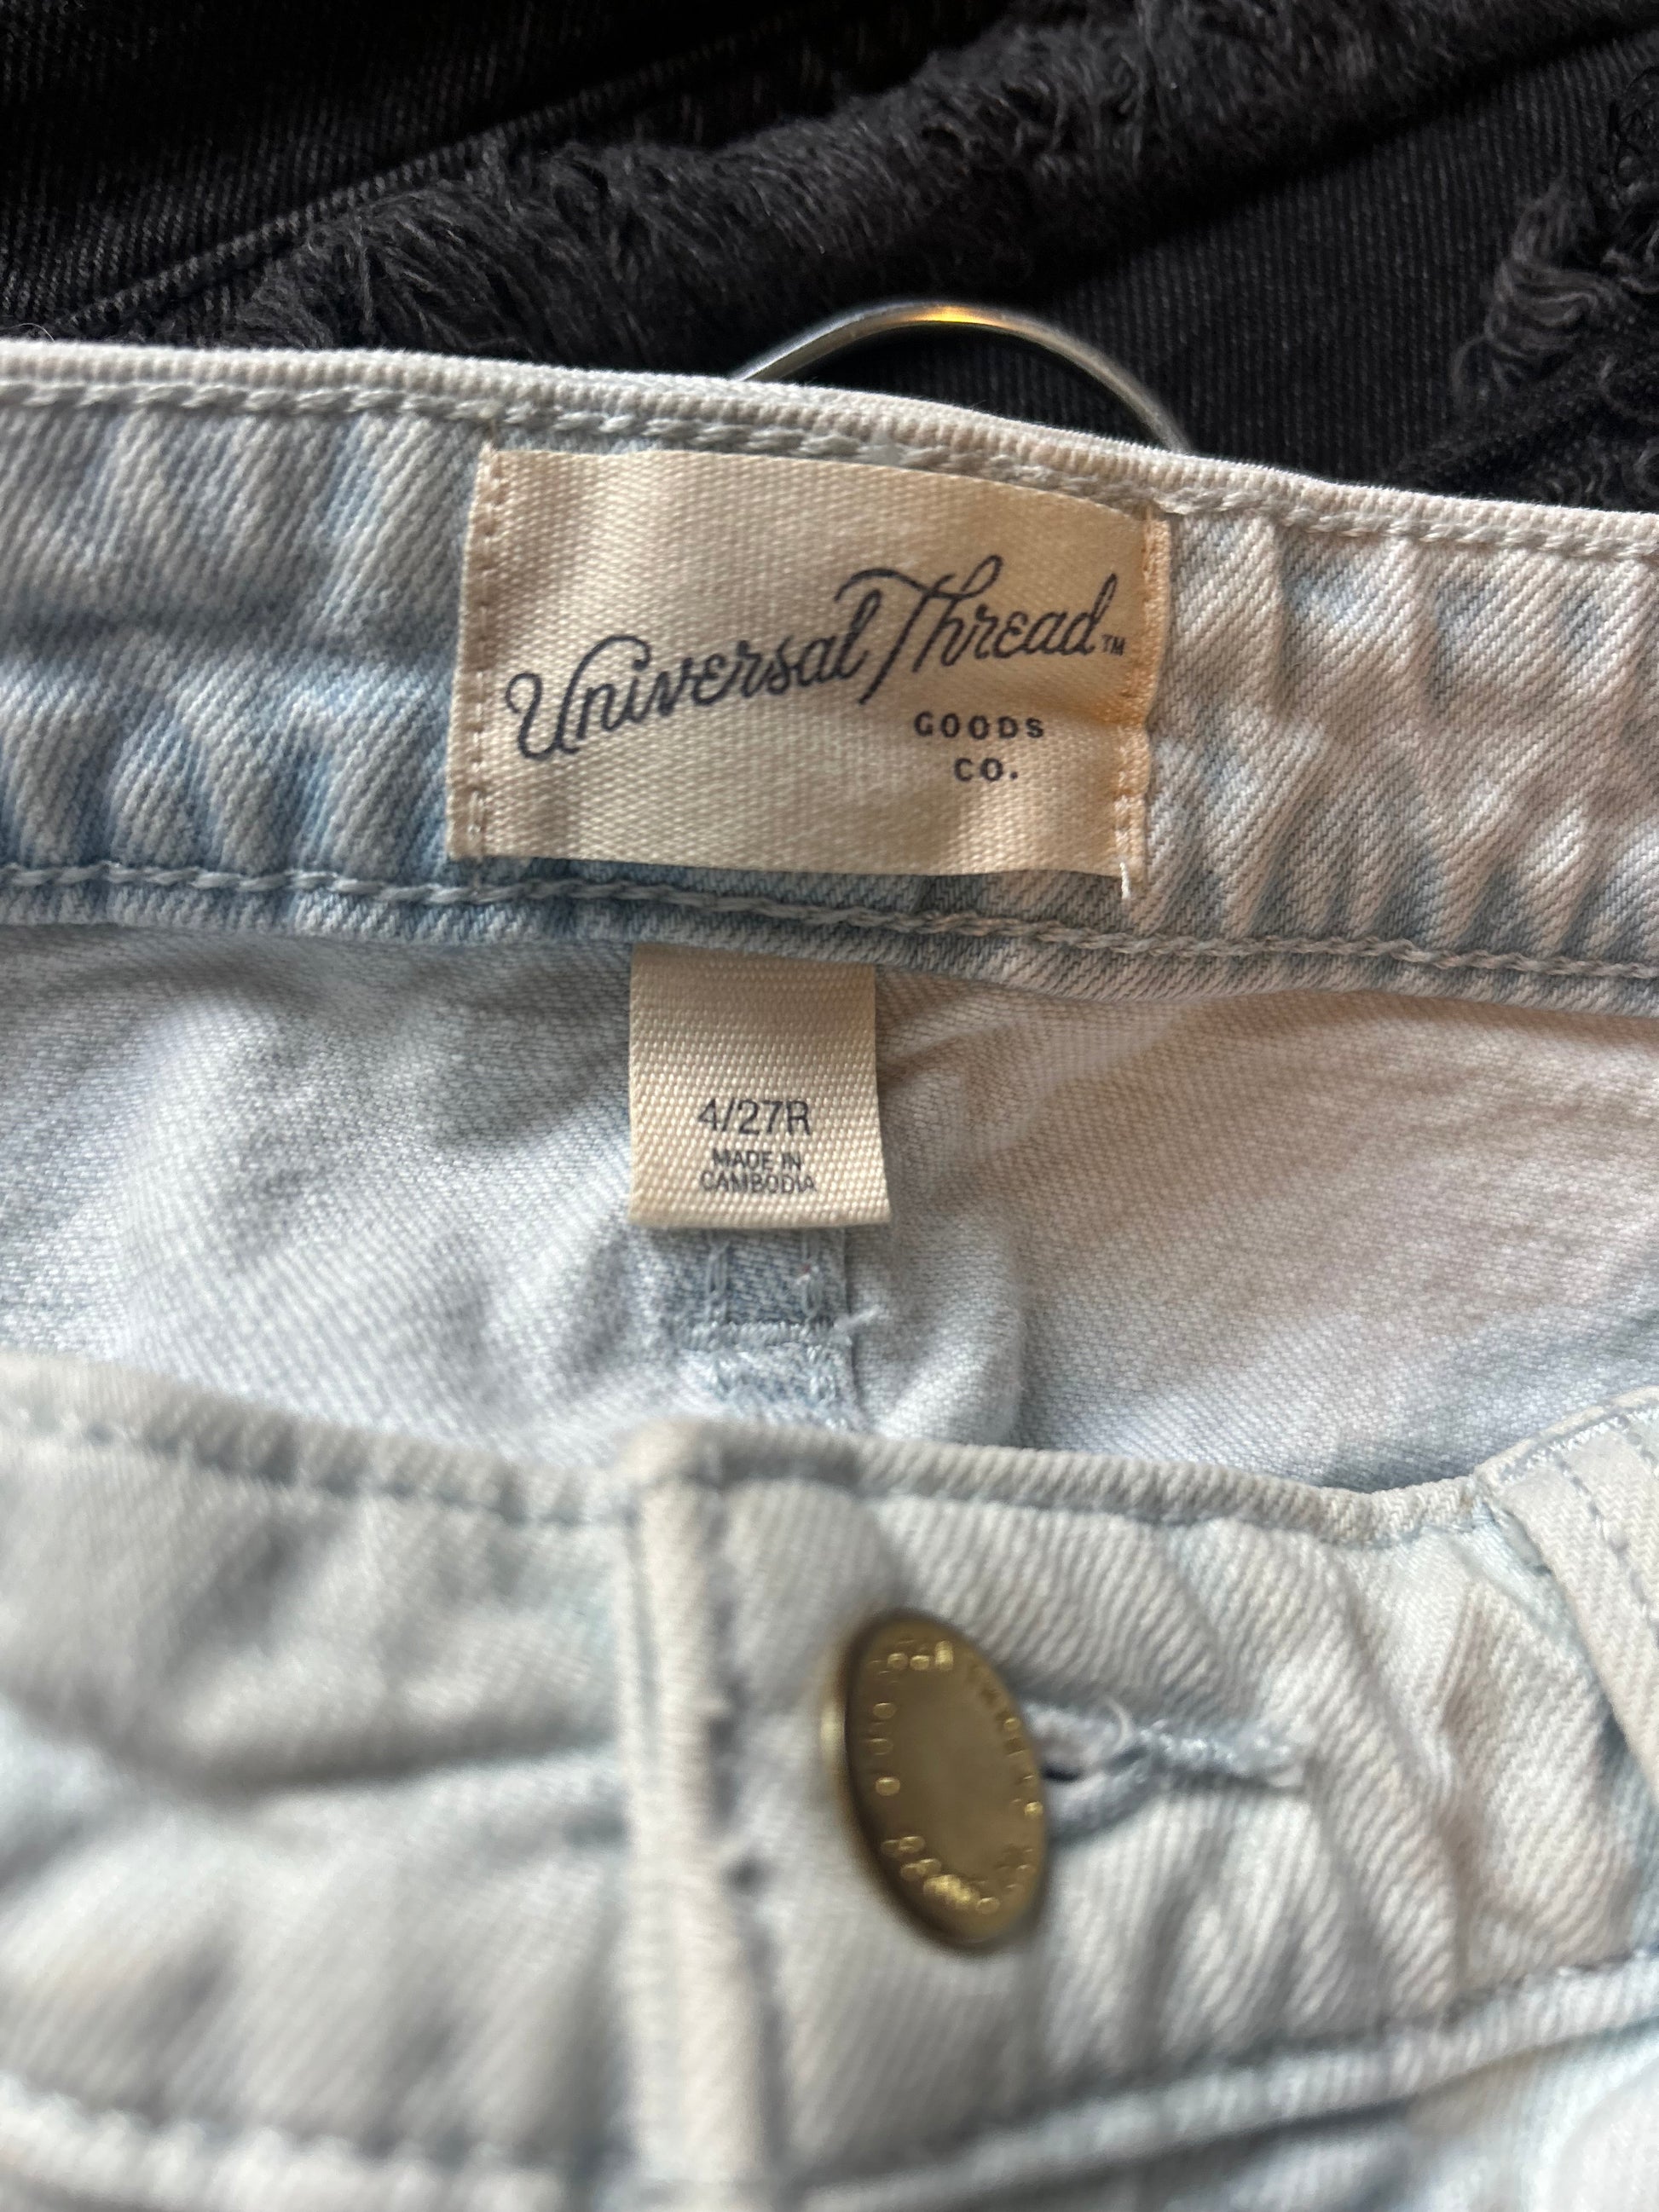 Universal Thread™
GOODS
CO.
4/27R
MADE IN
CAMBODIA